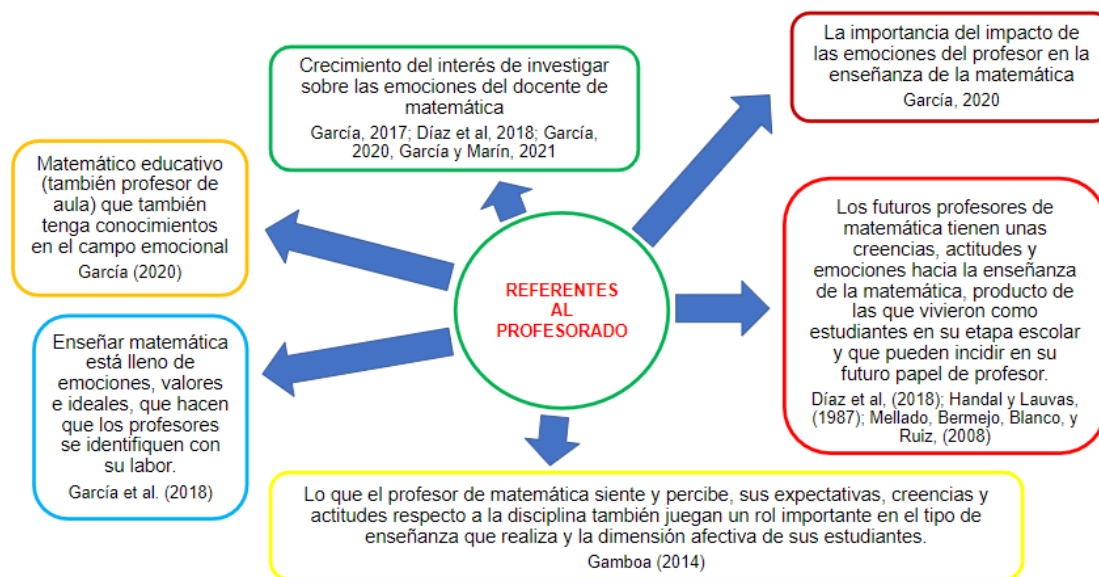 Crecimiento del interés de investigar
sobre las emociones del docente de
matemática
García, 2017; Díaz et al, 2018; García,
2020, García y Marín, 2021
La importancia del impacto de
las emociones del profesor en la
enseñanza de la matemática
García, 2020
Matemático educativo
(también profesor de
aula) que también
tenga conocimientos
en el campo emocional
García (2020)
REFERENTES
AL
PROFESORADO
Los futuros profesores de
matemática tienen unas
creencias, actitudes y
emociones hacia la enseñanza
de la matemática, producto de
las que vivieron como
estudiantes en su etapa escolar
y que pueden incidir en su
futuro papel de profesor.
Díaz et al, (2018); Handal y Lauvas,
(1987); Mellado, Bermejo, Blanco, y
Ruiz, (2008)
Enseñar matemática
está lleno de
emociones, valores
e ideales, que hacen
que los profesores
se identifiquen con
su labor.
García et al. (2018)
Lo que el profesor de matemática siente y percibe, sus expectativas, creencias y
actitudes respecto a la disciplina también juegan un rol importante en el tipo de
enseñanza que realiza y la dimensión afectiva de sus estudiantes.
Gamboa (2014)